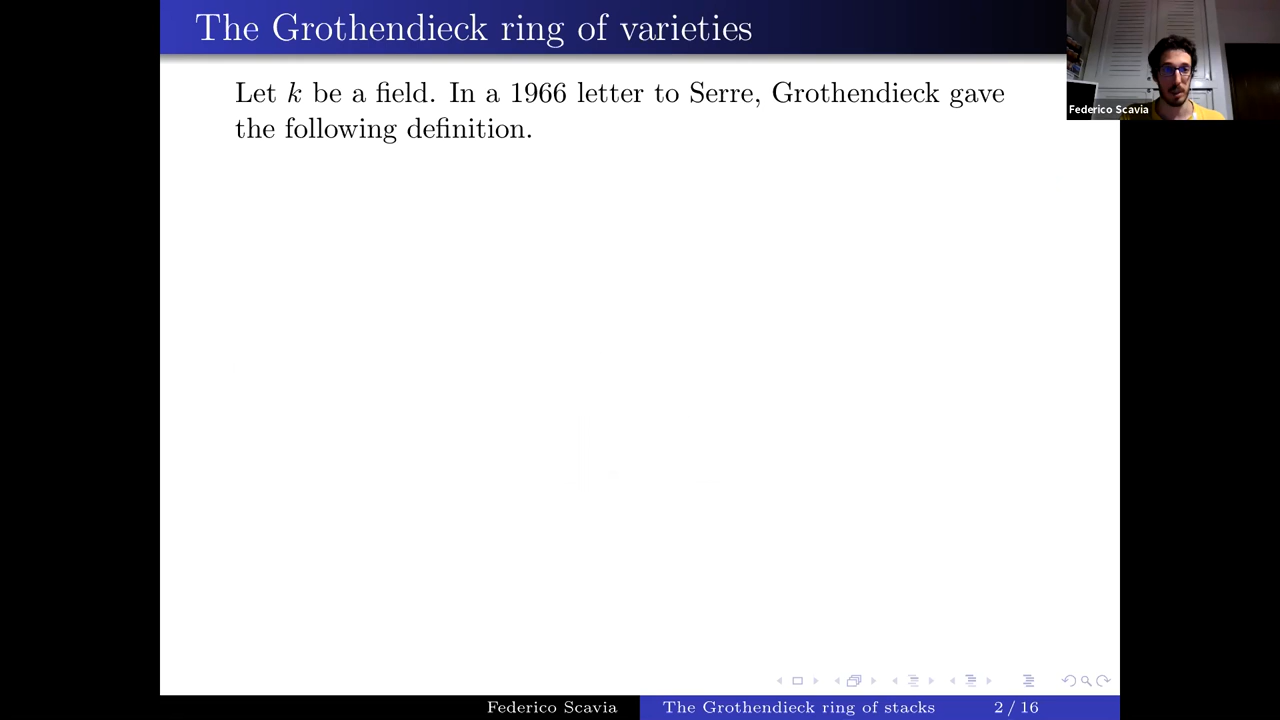 The Grothendieck ring of varieties
Federico Scavia
Let k be a field. In a 1966 letter to Serre, Grothendieck gave
the following definition.
Federico Scavia
The Grothendieck ring of stacks
2 / 16